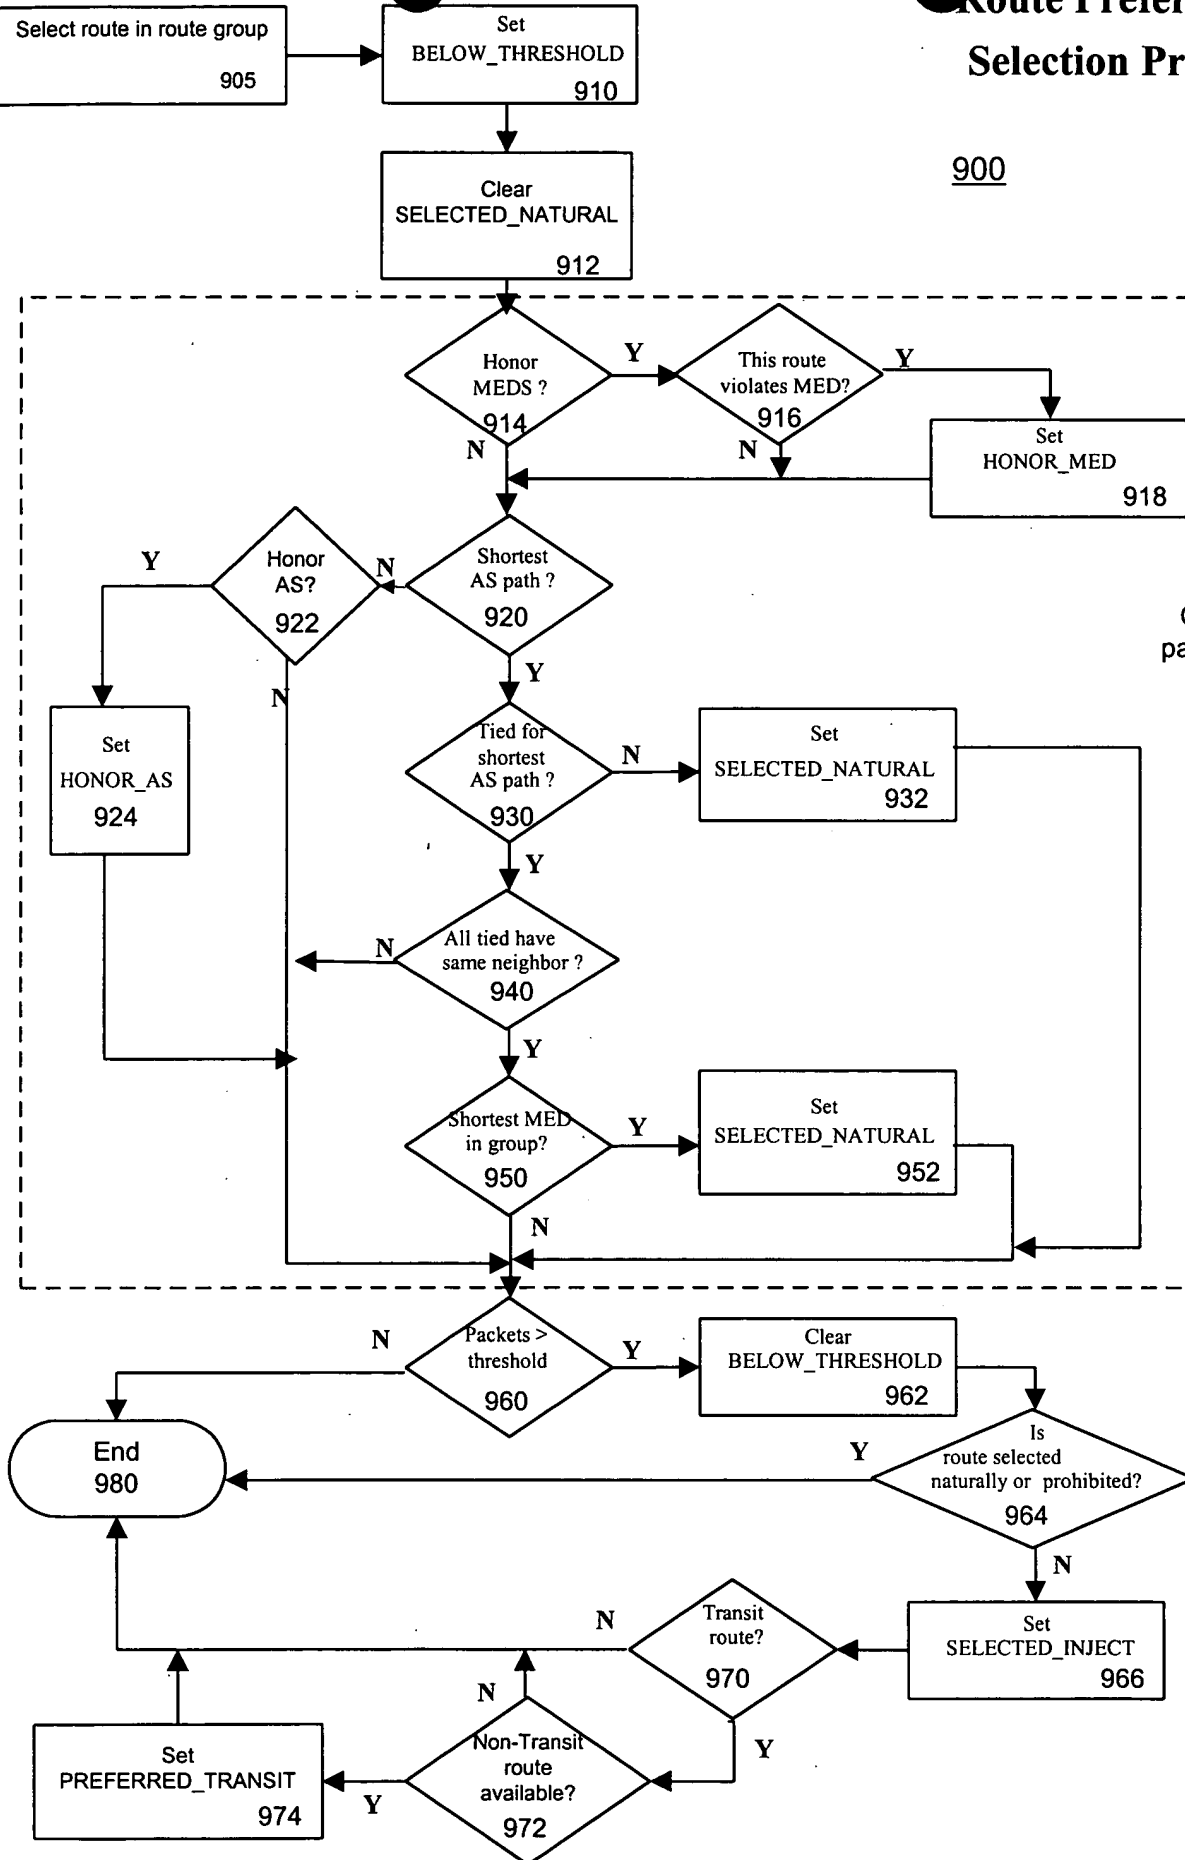 Select route in route group
905
Set
BELOW_THRESHOLD
910
Selection
900
Clear
SELECTED_NATURAL
912
Honor
MEDS ?
914
Y
N
This route
violates MED?
916
Y
N
Set
HONOR_MED
918
Shortest
AS path ?
920
N
Y
Honor
AS?
922
Y
N
Set
HONOR_AS
924
Tied for
shortest
AS path ?
930
N
Y
Set
SELECTED_NATURAL
932
All tied have
same neighbor ?
940
N
Y
Shortest MED
in group?
950
Y
N
Set
SELECTED_NATURAL
952
Packets >
threshold
960
N
Y
Clear
BELOW_THRESHOLD
962
Is
route selected
naturally or prohibited?
964
Y
N
End
980
Set
SELECTED_INJECT
966
Transit
route?
970
N
Y
Non-Transit
route
available?
972
N
Y
Set
PREFERRED_TRANSIT
974